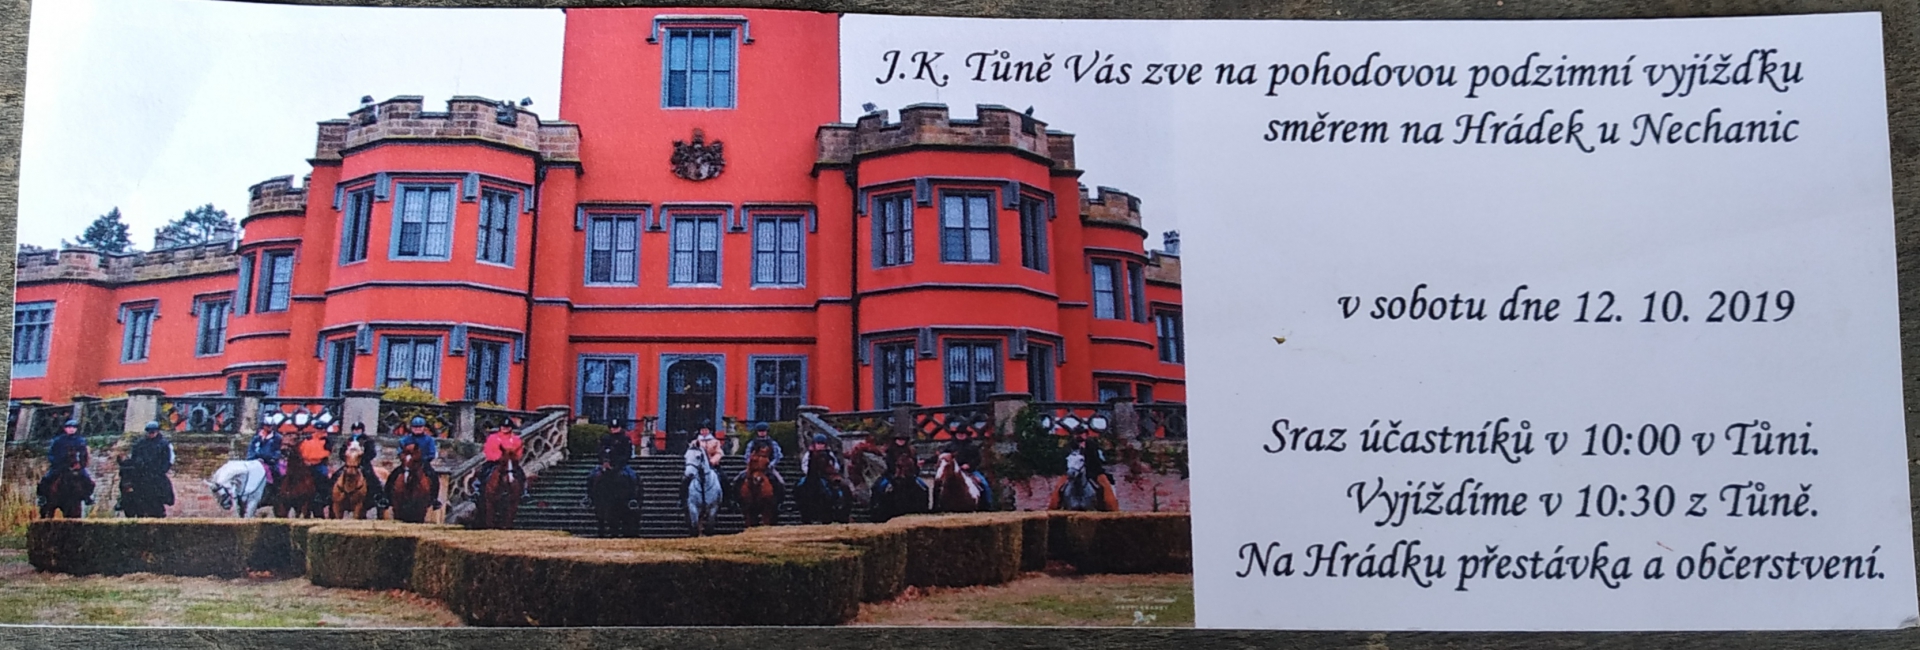 J.K. Tůně Vás zve na pohodovou podzimní vyjížďku
směrem na Hrádek u Nechanic
v sobotu dne 12. 10. 2019
Sraz účastníků v 10:00 v Tůni.
Vyjíždíme v 10:30 z Tůně.
Na Hrádku přestávka a občerstvení.